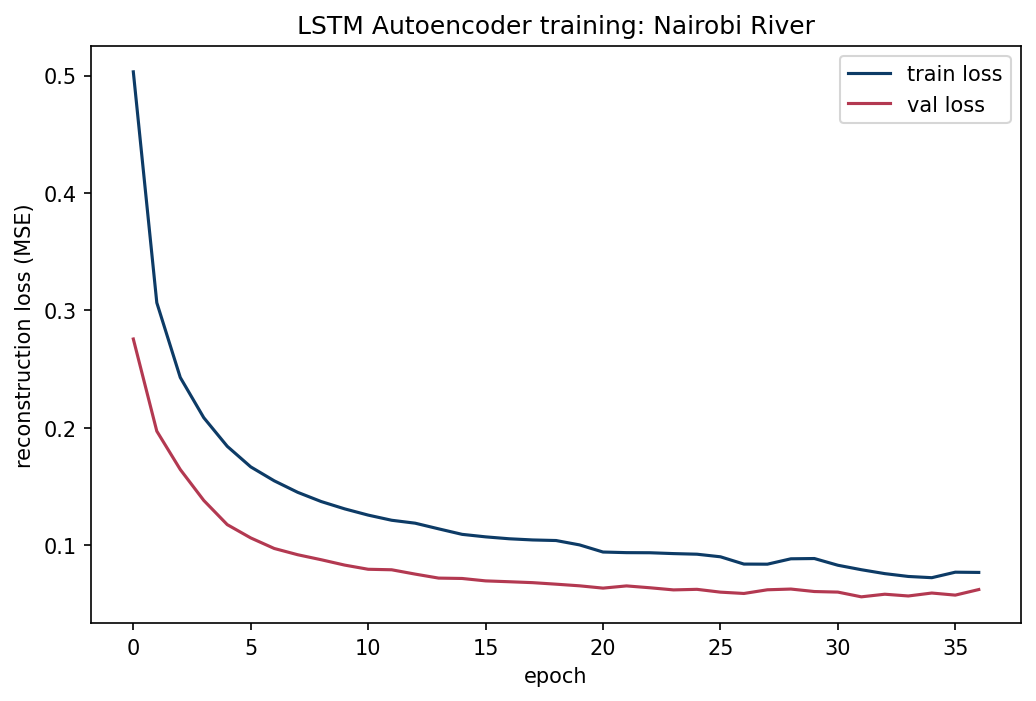 LSTM Autoencoder training: Nairobi River
train loss
val loss
reconstruction loss (MSE)
0.5
0.4
0.3
0.2
0.1
0 5 10 15 20 25 30 35
epoch